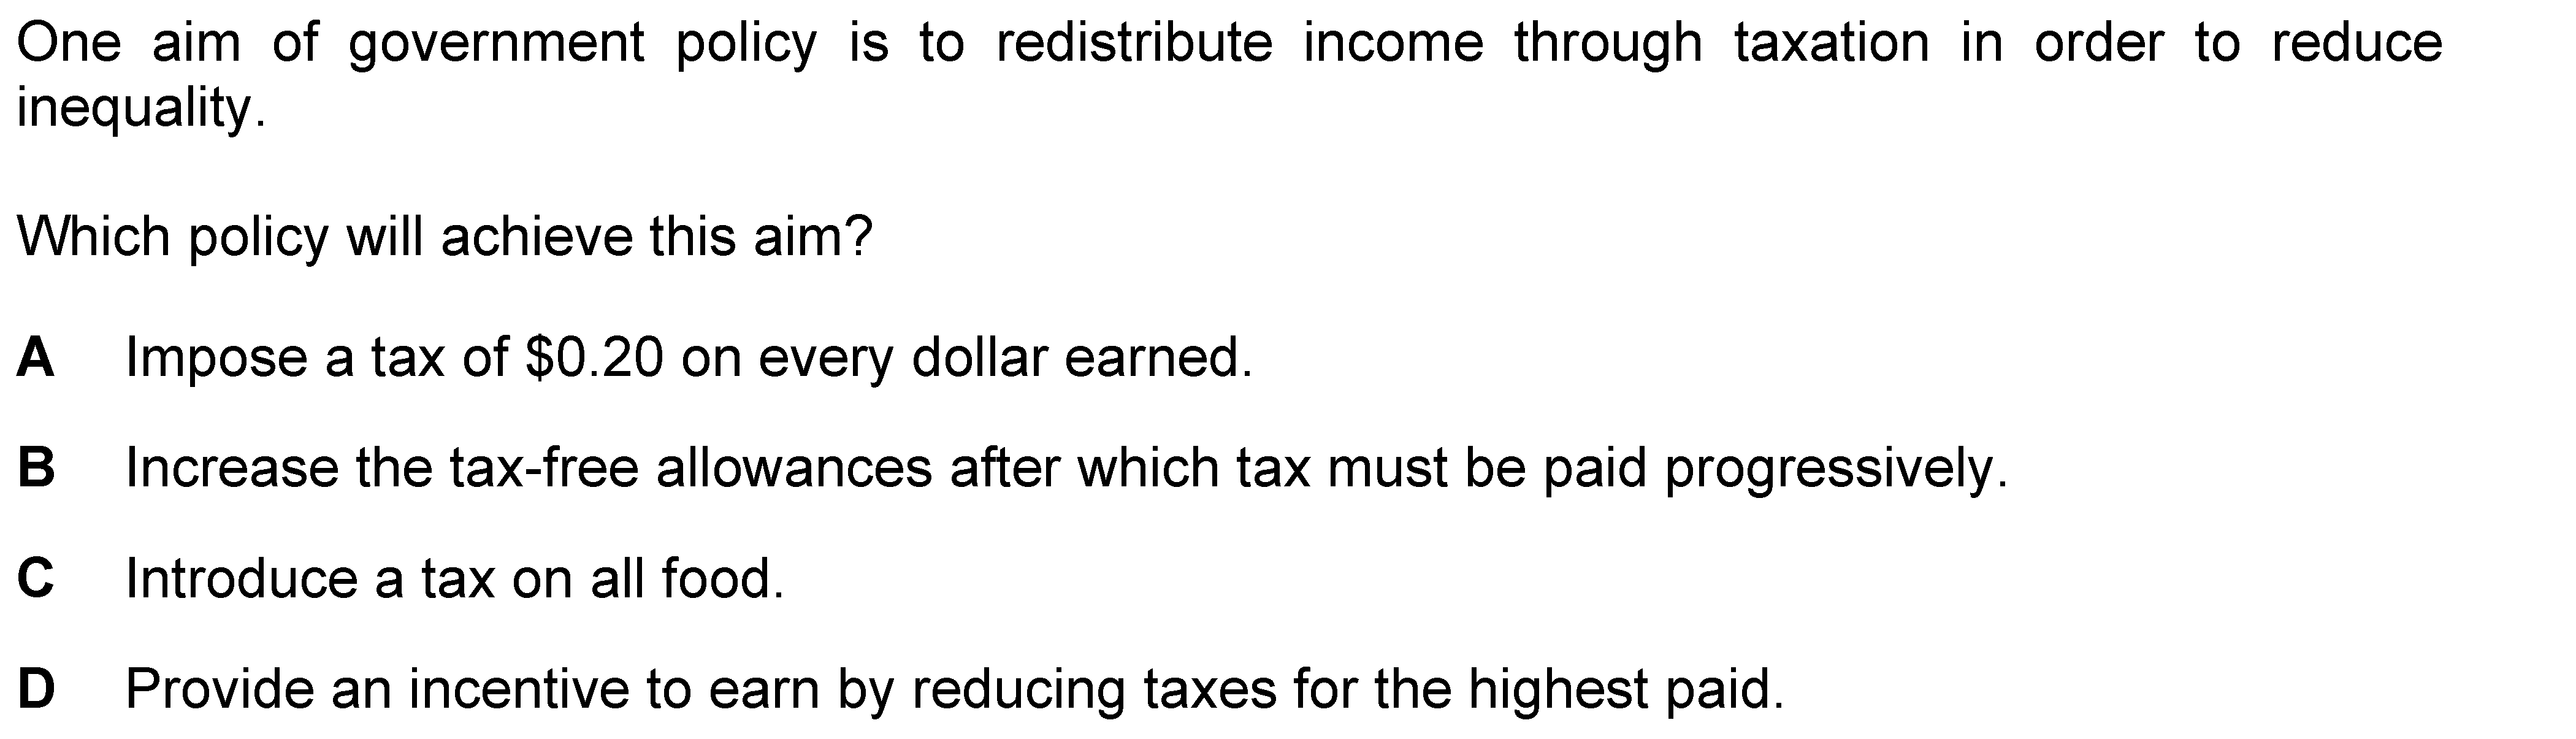 One aim of government policy is to redistribute income through taxation in order to reduce
inequality.
Which policy will achieve this aim?
A Impose a tax of $0.20 on every dollar earned.
B Increase the tax-free allowances after which tax must be paid progressively.
C Introduce a tax on all food.
D Provide an incentive to earn by reducing taxes for the highest paid.